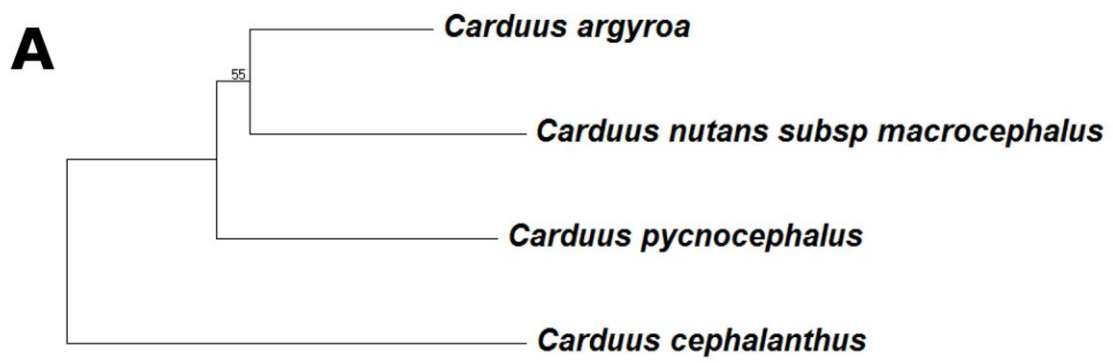 A
Carduus argyroa
55
Carduus nutans subsp macrocephalus
Carduus pycnocephalus
Carduus cephalanthus